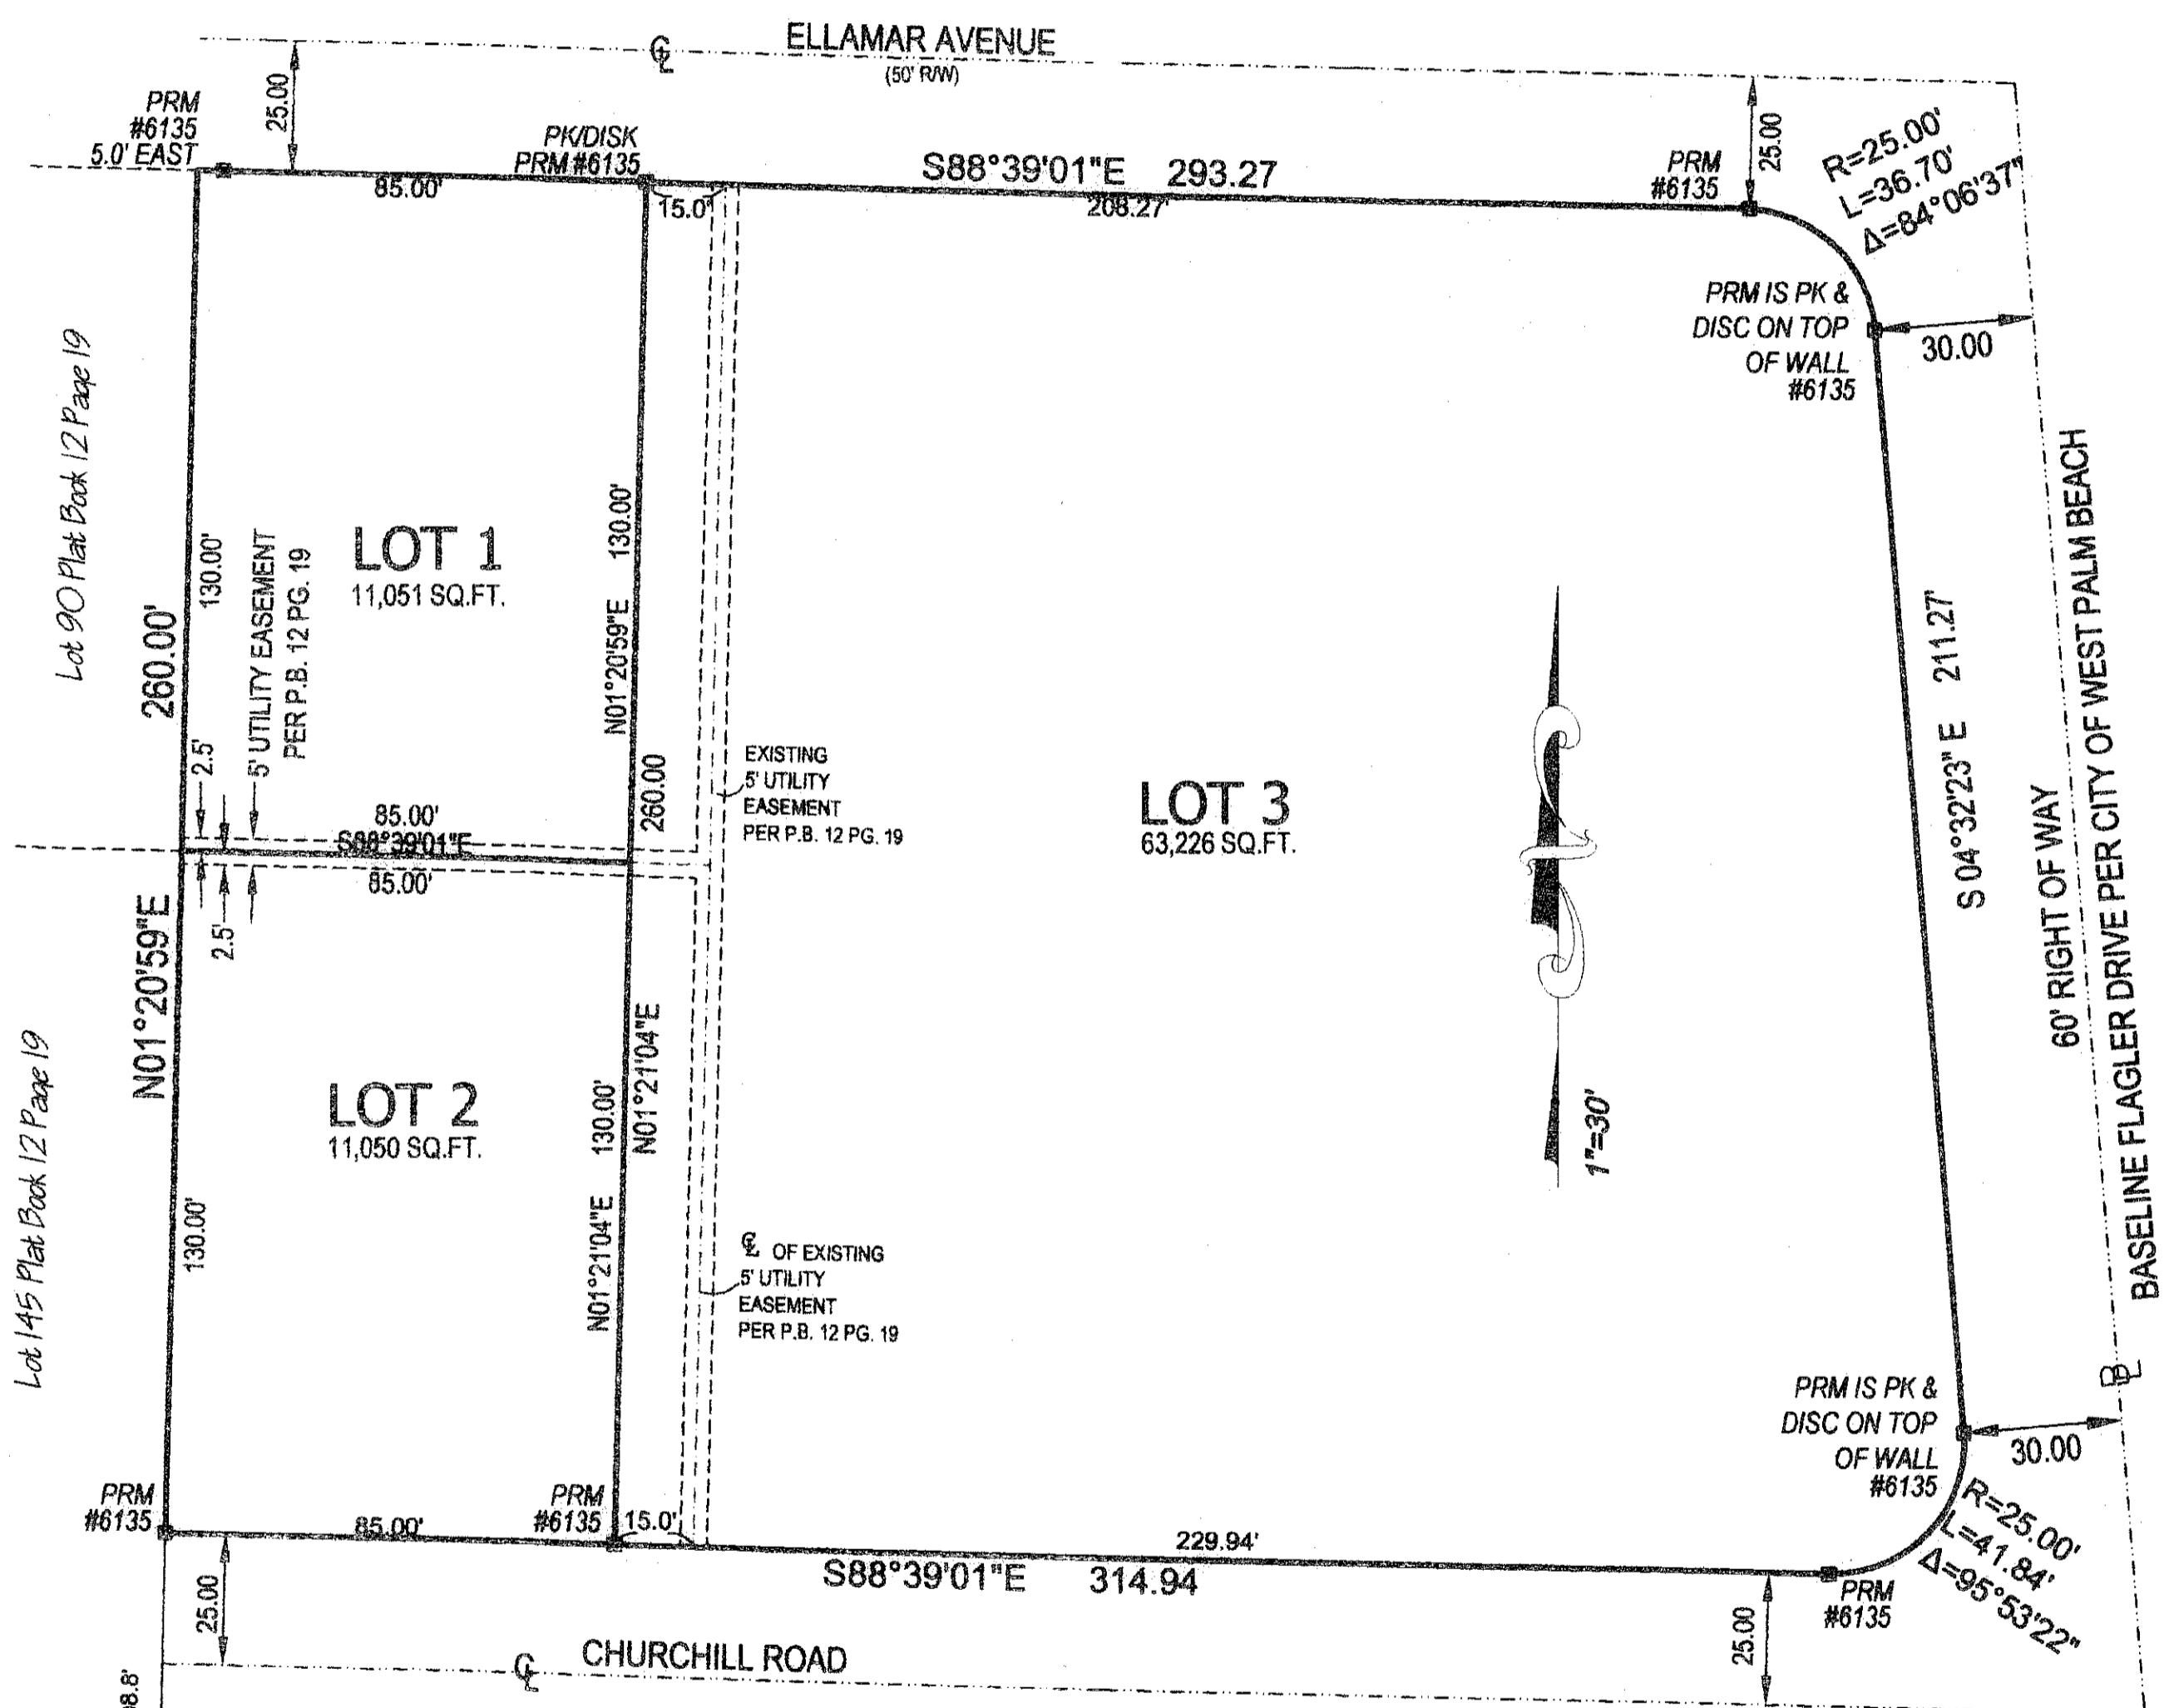 ELLAMAR AVENUE
(50' R/W)
25.00
PRM
#6135
5.0' EAST
PK/DISK
PRM #6135
S88°39'01"E 293.27
85.00'
15.0'
208.27'
PRM
#6135
25.00
R=25.00'
L=36.70'
Δ=84°06'37"
PRM IS PK &
DISC ON TOP
OF WALL
#6135
30.00
Lot 90 Plat Book 12 Page 19
260.00'
130.00'
5' UTILITY EASEMENT
PER P.B. 12 PG. 19
LOT 1
11,051 SQ.FT.
N01°20'59"E 130.00'
260.00
2.5'
85.00'
S88°39'01"E
85.00'
2.5'
EXISTING
5' UTILITY
EASEMENT
PER P.B. 12 PG. 19
LOT 3
63,226 SQ.FT.
1"=30'
S 04°32'23" E 211.27'
60' RIGHT OF WAY
BASELINE FLAGLER DRIVE PER CITY OF WEST PALM BEACH
N01°20'59"E
Lot 145 Plat Book 12 Page 19
130.00'
LOT 2
11,050 SQ.FT.
N01°21'04"E 130.00'
N01°21'04"E
℄ OF EXISTING
5' UTILITY
EASEMENT
PER P.B. 12 PG. 19
PRM IS PK &
DISC ON TOP
OF WALL
#6135
30.00
BL
R=25.00'
L=41.84'
Δ=95°53'22"
PRM
#6135
PRM
#6135
85.00'
PRM
#6135
15.0'
229.94'
S88°39'01"E 314.94
25.00
25.00
℄
CHURCHILL ROAD
℄